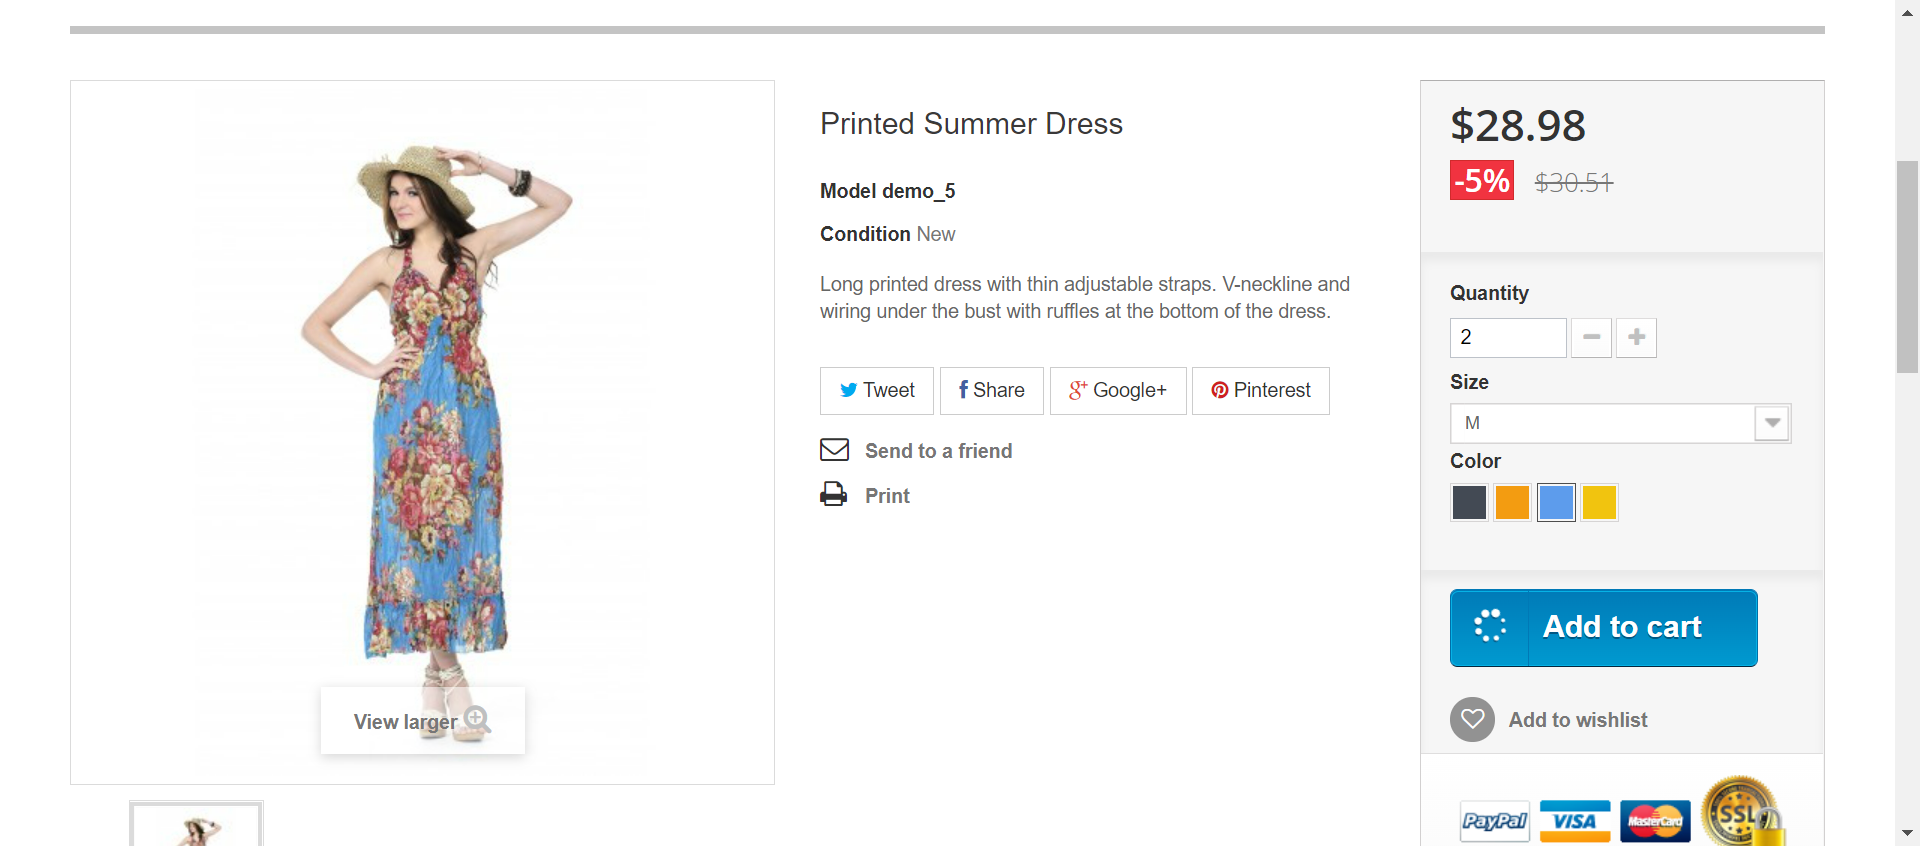 Printed Summer Dress
Model demo_5
Condition New
Long printed dress with thin adjustable straps. V-neckline and
wiring under the bust with ruffles at the bottom of the dress.
Tweet
Share
Google+
Pinterest
Send to a friend
Print
View larger
$28.98
-5% $30.51
Quantity
2
Size
M
Color
Add to cart
Add to wishlist
PayPal VISA MasterCard SSL